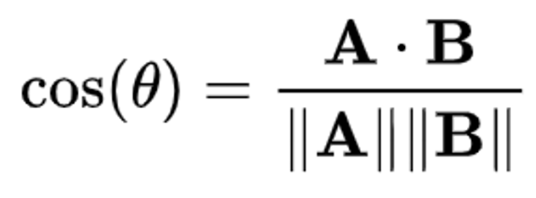 cos(θ) = A · B / ‖A‖‖B‖